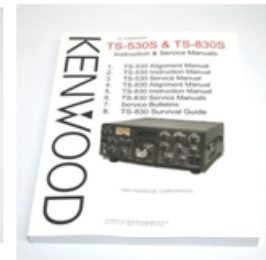 KENWOOD
TS-530S & TS-830S
Instruction & Service Manuals
1. TS-530 Alignment Manual
2. TS-530 Instruction Manual
3. TS-530 Service Manual
4. TS-830 Alignment Manual
5. TS-830 Instruction Manual
6. TS-830 Service Manuals
7. Service Bulletins
8. TS-830 Survival Guide
CORPORATION